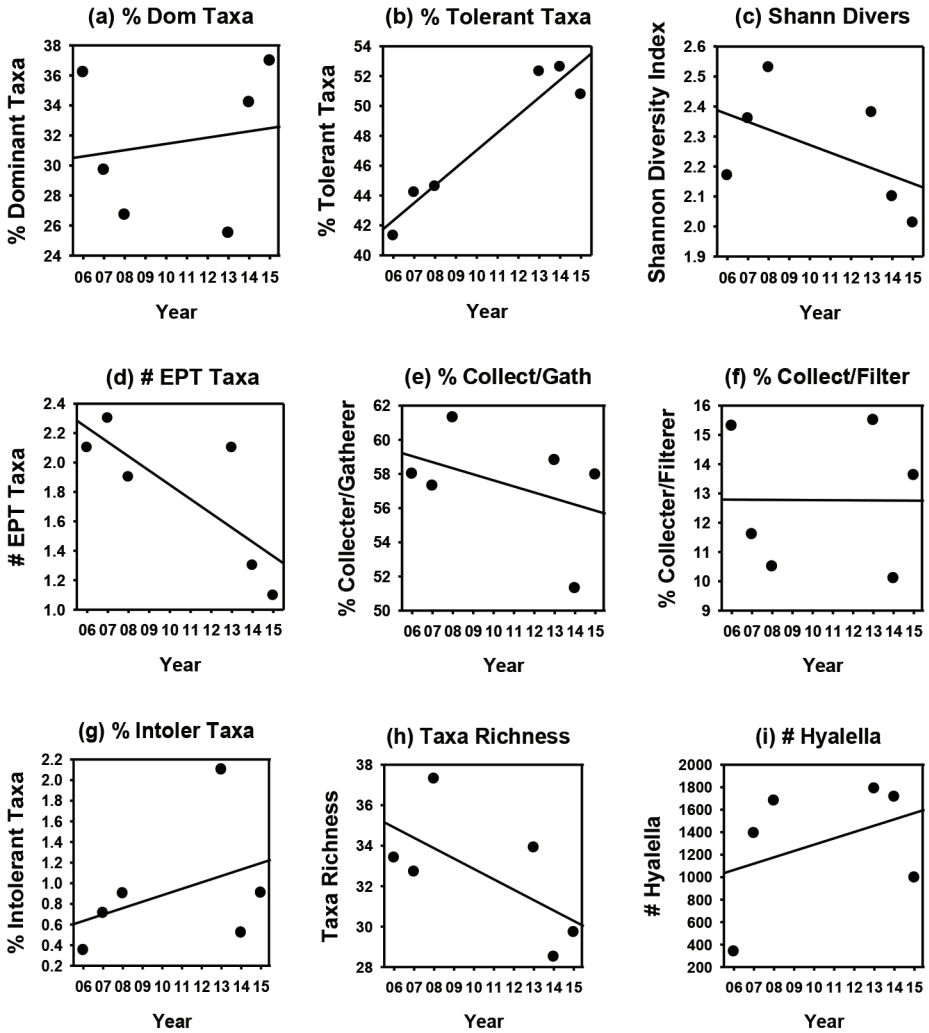 (a) % Dom Taxa
% Dominant Taxa
38
36
34
32
30
28
26
24
06 07 08 09 10 11 12 13 14 15
Year
(b) % Tolerant Taxa
% Tolerant Taxa
54
52
50
48
46
44
42
40
06 07 08 09 10 11 12 13 14 15
Year
(c) Shann Divers
Shannon Diversity Index
2.6
2.5
2.4
2.3
2.2
2.1
2.0
1.9
06 07 08 09 10 11 12 13 14 15
Year
(d) # EPT Taxa
# EPT Taxa
2.4
2.2
2.0
1.8
1.6
1.4
1.2
1.0
06 07 08 09 10 11 12 13 14 15
Year
(e) % Collect/Gath
% Collecter/Gatherer
62
60
58
56
54
52
50
06 07 08 09 10 11 12 13 14 15
Year
(f) % Collect/Filter
% Collecter/Filterer
16
15
14
13
12
11
10
9
06 07 08 09 10 11 12 13 14 15
Year
(g) % Intoler Taxa
% Intolerant Taxa
2.2
2.0
1.8
1.6
1.4
1.2
1.0
0.8
0.6
0.4
0.2
06 07 08 09 10 11 12 13 14 15
Year
(h) Taxa Richness
Taxa Richness
38
36
34
32
30
28
06 07 08 09 10 11 12 13 14 15
Year
(i) # Hyalella
# Hyalella
2000
1800
1600
1400
1200
1000
800
600
400
200
06 07 08 09 10 11 12 13 14 15
Year